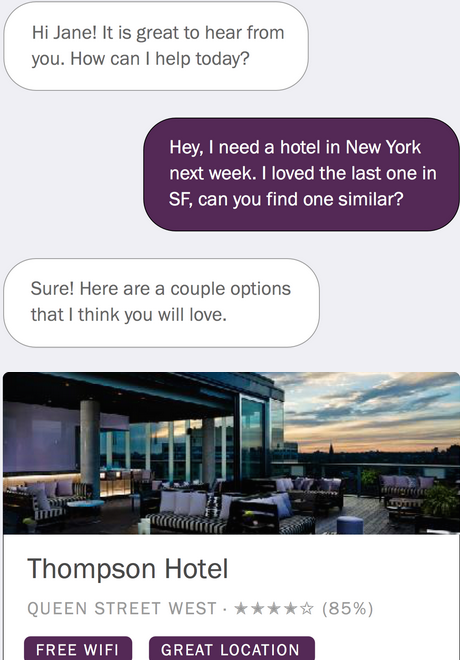 Hi Jane! It is great to hear from
you. How can I help today?
Hey, I need a hotel in New York
next week. I loved the last one in
SF, can you find one similar?
Sure! Here are a couple options
that I think you will love.
Thompson Hotel
QUEEN STREET WEST · ★★★★☆ (85%)
FREE WIFI
GREAT LOCATION